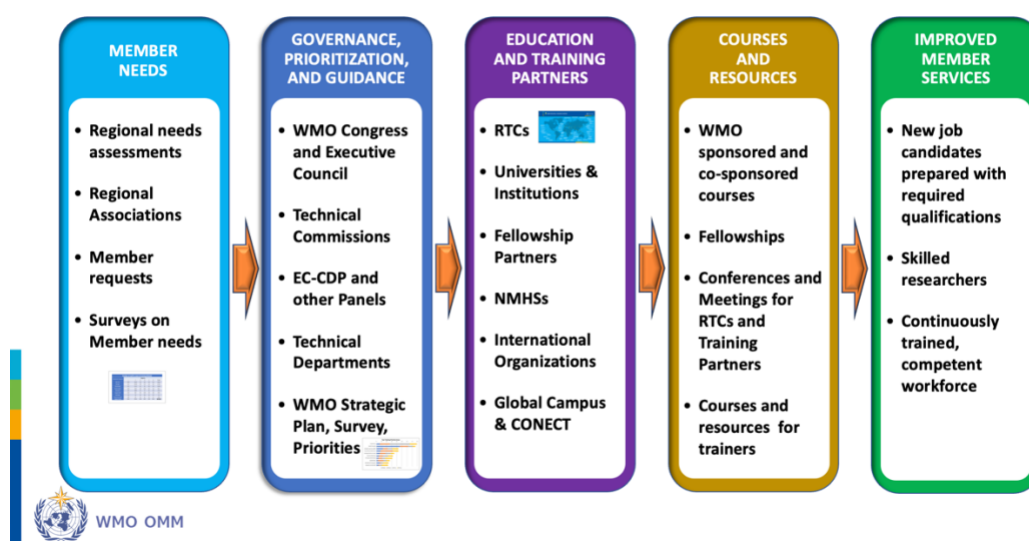 MEMBER
NEEDS
• Regional needs
assessments
• Regional
Associations
• Member
requests
• Surveys on
Member needs
GOVERNANCE,
PRIORITIZATION,
AND GUIDANCE
• WMO Congress
and Executive
Council
• Technical
Commissions
• EC-CDP and
other Panels
• Technical
Departments
• WMO Strategic
Plan, Survey,
Priorities
EDUCATION
AND TRAINING
PARTNERS
• RTCs
• Universities &
Institutions
• Fellowship
Partners
• NMHSs
• International
Organizations
• Global Campus
& CONECT
COURSES
AND
RESOURCES
• WMO
sponsored and
co-sponsored
courses
• Fellowships
• Conferences and
Meetings for
RTCs and
Training
Partners
• Courses and
resources for
trainers
IMPROVED
MEMBER
SERVICES
• New job
candidates
prepared with
required
qualifications
• Skilled
researchers
• Continuously
trained,
competent
workforce
WMO OMM